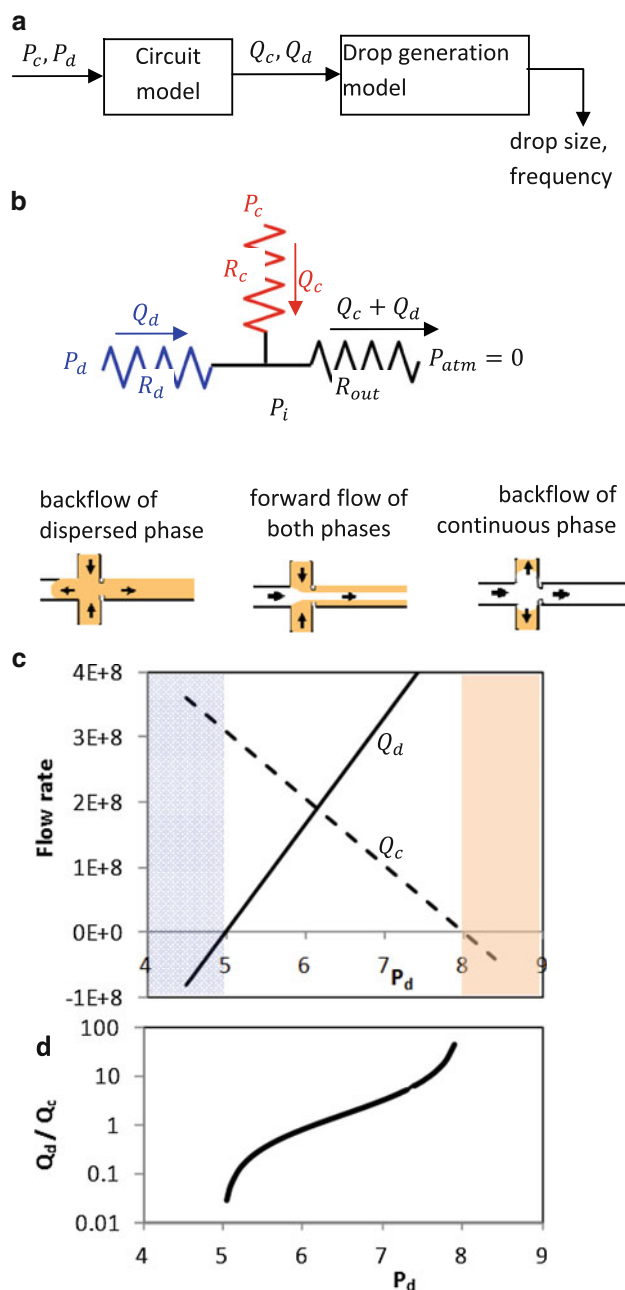 a
P_c, P_d
Circuit model
Q_c, Q_d
Drop generation model
drop size, frequency
b
P_c
R_c
Q_c
Q_d
Q_c + Q_d
P_d
R_d
P_i
R_out
P_atm = 0
backflow of dispersed phase
forward flow of both phases
backflow of continuous phase
c
Flow rate
4E+8
3E+8
2E+8
1E+8
0E+0
-1E+8
Q_d
Q_c
4 5 6 7 8 9
P_d
d
Q_d / Q_c
100
10
1
0.1
0.01
4 5 6 7 8 9
P_d